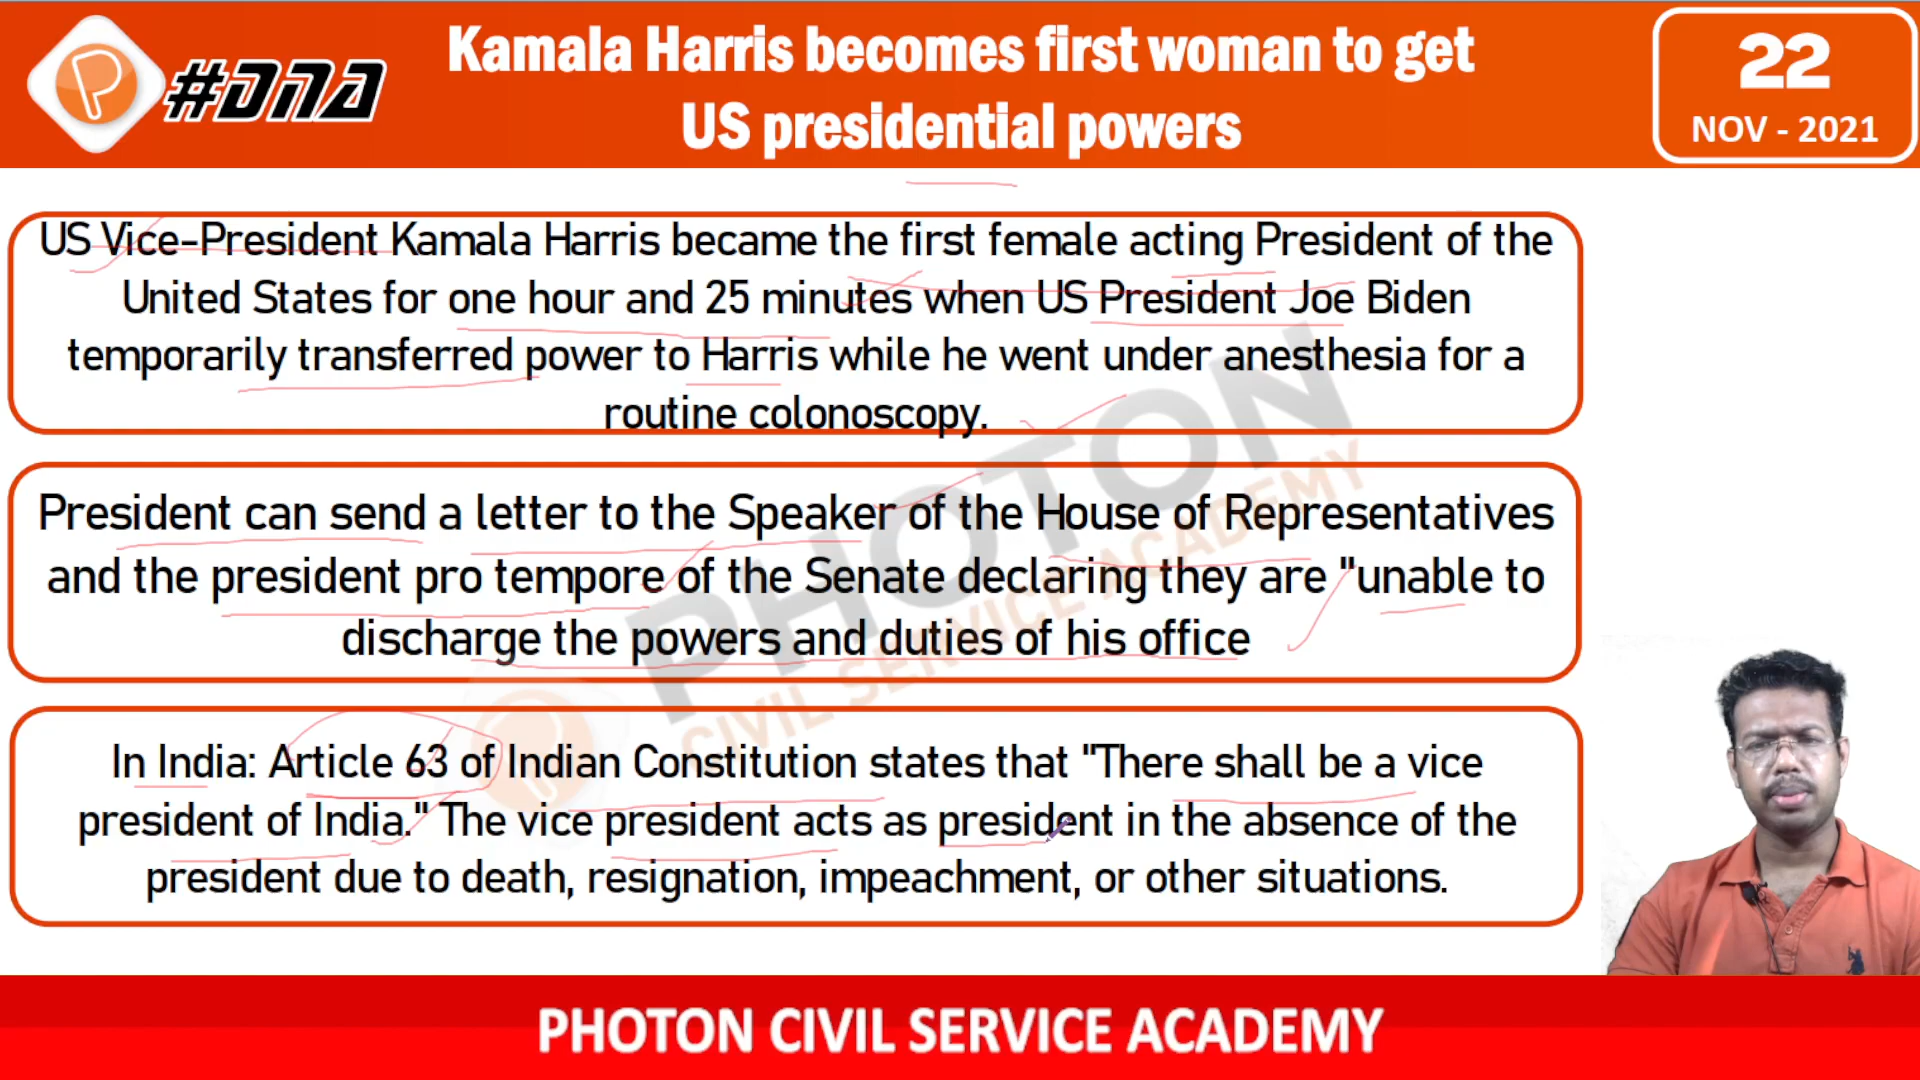 #DNA
Kamala Harris becomes first woman to get
US presidential powers
22
NOV - 2021
US Vice-President Kamala Harris became the first female acting President of the
United States for one hour and 25 minutes when US President Joe Biden
temporarily transferred power to Harris while he went under anesthesia for a
routine colonoscopy.
President can send a letter to the Speaker of the House of Representatives
and the president pro tempore of the Senate declaring they are "unable to
discharge the powers and duties of his office
In India: Article 63 of Indian Constitution states that "There shall be a vice
president of India." The vice president acts as president in the absence of the
president due to death, resignation, impeachment, or other situations.
PHOTON
CIVIL SERVICE ACADEMY
PHOTON CIVIL SERVICE ACADEMY